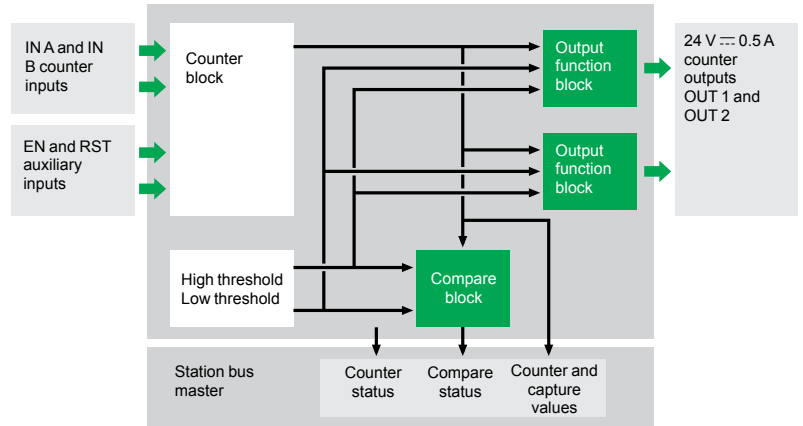 IN A and IN
B counter
inputs
EN and RST
auxiliary
inputs
Counter
block
High threshold
Low threshold
Output
function
block
Output
function
block
Compare
block
24 V ⎓ 0.5 A
counter
outputs
OUT 1 and
OUT 2
Station bus
master
Counter
status
Compare
status
Counter and
capture
values